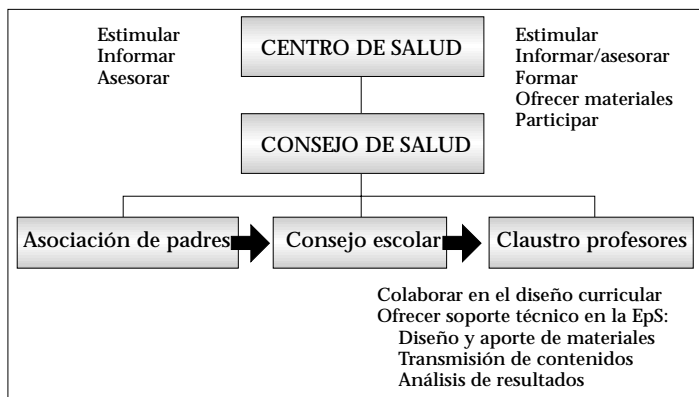 Estimular
Informar
Asesorar
CENTRO DE SALUD
Estimular
Informar/asesorar
Formar
Ofrecer materiales
Participar
CONSEJO DE SALUD
Asociación de padres
Consejo escolar
Claustro profesores
Colaborar en el diseño curricular
Ofrecer soporte técnico en la EpS:
Diseño y aporte de materiales
Transmisión de contenidos
Análisis de resultados